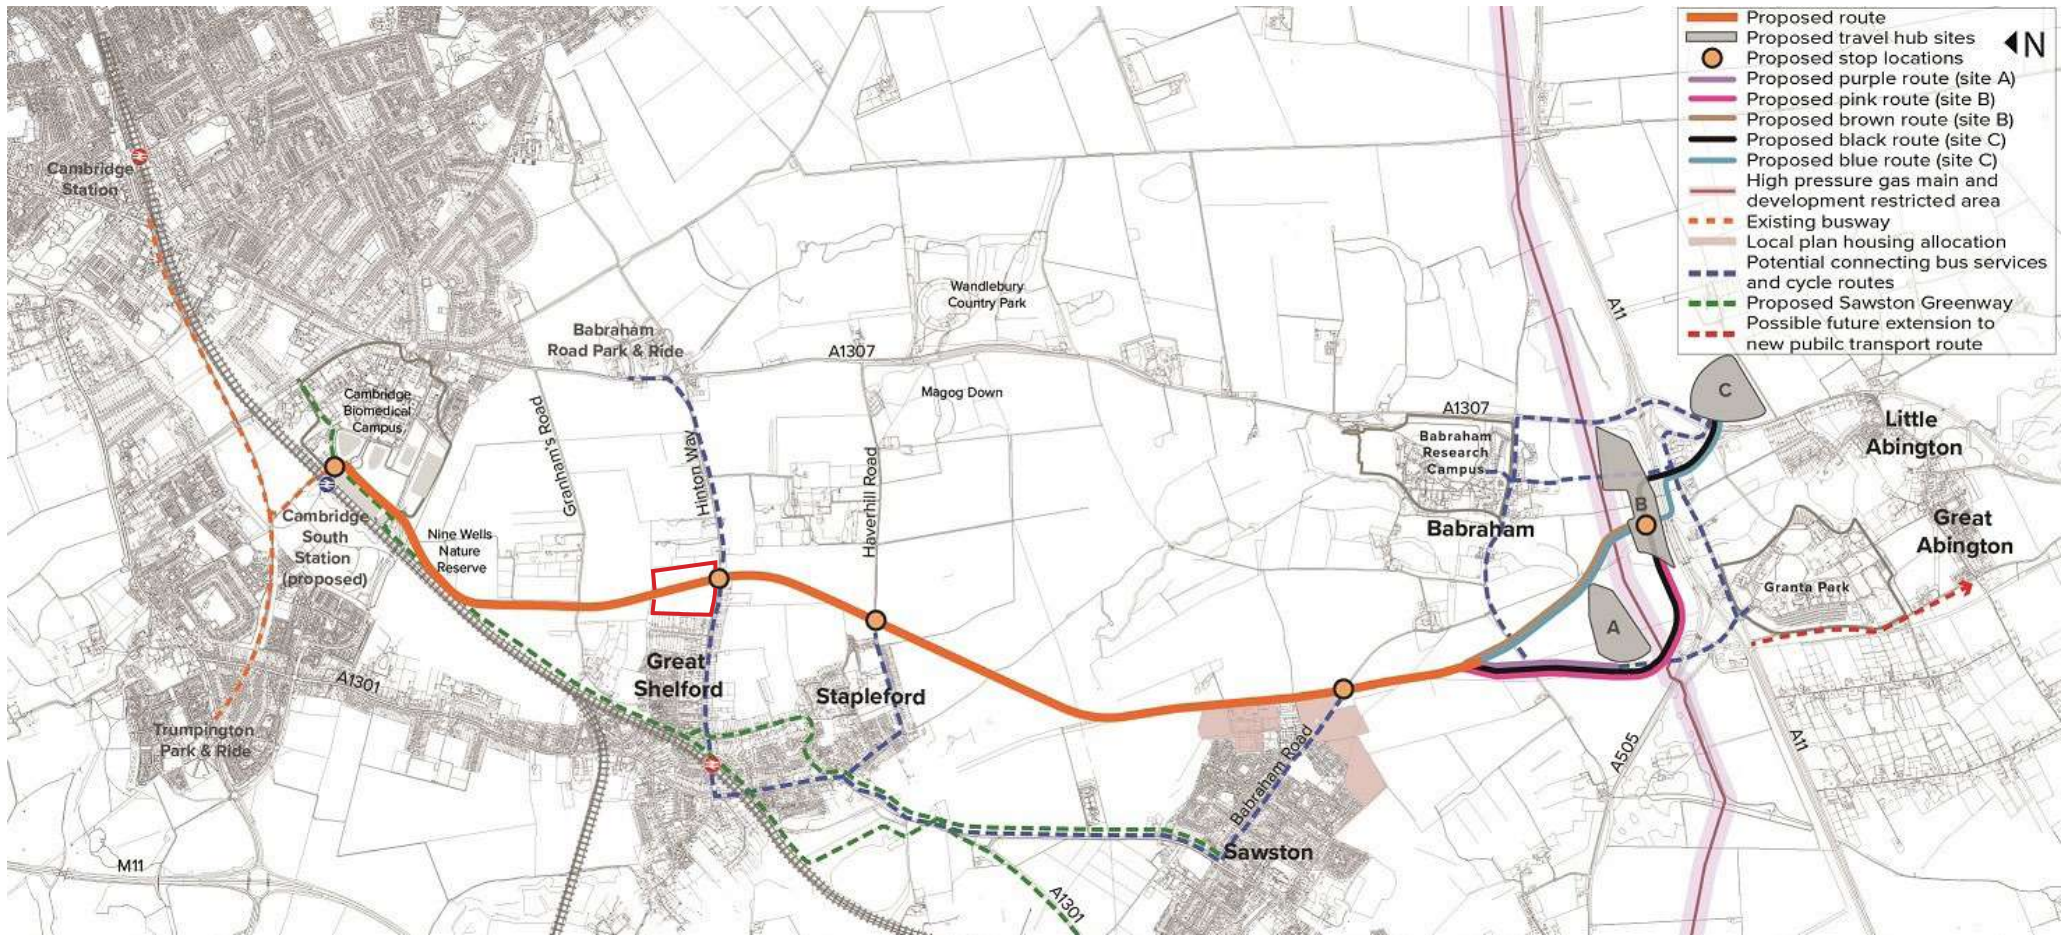 Proposed route
Proposed travel hub sites
N
Proposed stop locations
Proposed purple route (site A)
Proposed pink route (site B)
Proposed brown route (site B)
Proposed black route (site C)
Proposed blue route (site C)
High pressure gas main and
development restricted area
Existing busway
Local plan housing allocation
Potential connecting bus services
and cycle routes
Proposed Sawston Greenway
Possible future extension to
new public transport route
Cambridge
Station
Babraham
Road Park & Ride
Wandlebury
Country Park
A1307
Magog Down
A11
Cambridge
Biomedical
Campus
Granham's Road
Hinton Way
Haverhill Road
A1307
Babraham
Research
Campus
Babraham
C
B
A
Little
Abington
Great
Abington
Granta Park
Cambridge
South
Station
(proposed)
Nine Wells
Nature
Reserve
Great
Shelford
Stapleford
A1301
Trumpington
Park & Ride
M11
Babraham Road
Sawston
A1301
A505
A11